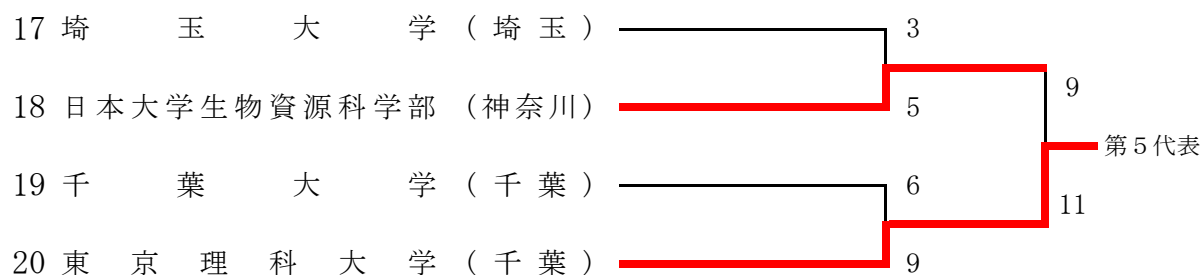 17 埼玉大学（埼玉） 3
9
18 日本大学生物資源科学部（神奈川） 5
第５代表
19 千葉大学（千葉） 6
11
20 東京理科大学（千葉） 9